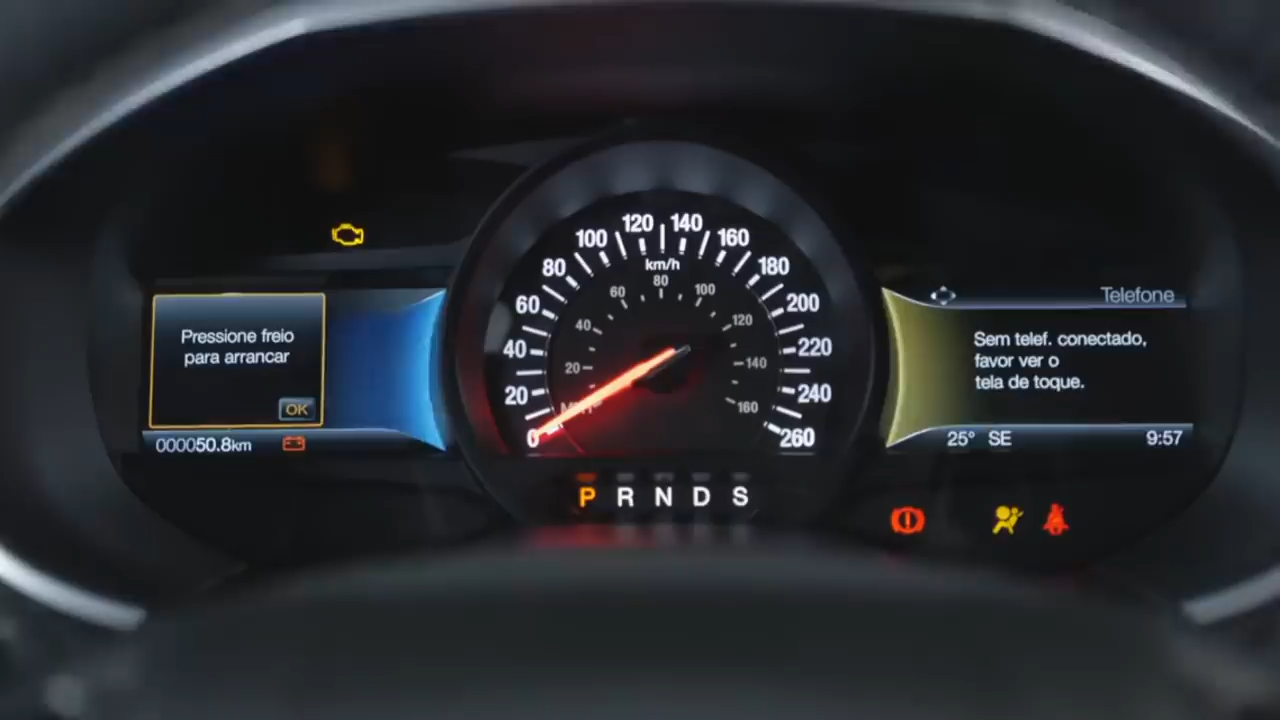 120 140
100 160
km/h
80 180
80
60 100
60 200
40 120
40 220
20 140
20 240
160
0 260
P R N D S
Pressione freio
para arrancar
OK
000050.8km
Telefone
Sem telef. conectado,
favor ver o
tela de toque.
25° SE 9:57